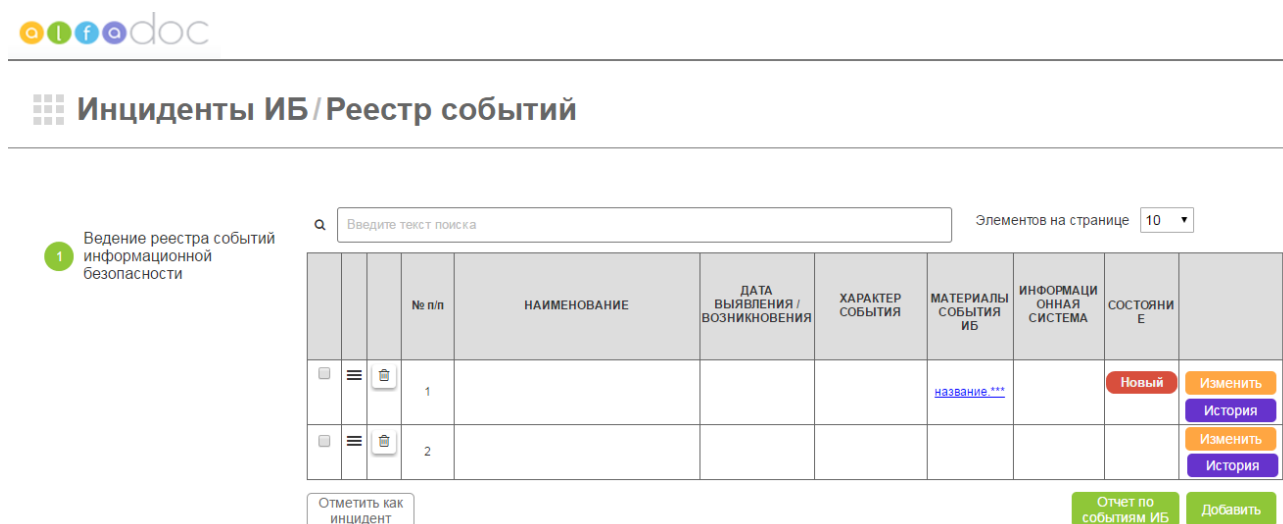 alfadoc
Инциденты ИБ/Реестр событий
1
Ведение реестра событий
информационной
безопасности
Введите текст поиска
Элементов на странице 10
№ п/п
НАИМЕНОВАНИЕ
ДАТА
ВЫЯВЛЕНИЯ /
ВОЗНИКНОВЕНИЯ
ХАРАКТЕР
СОБЫТИЯ
МАТЕРИАЛЫ
СОБЫТИЯ
ИБ
ИНФОРМАЦИ
ОННАЯ
СИСТЕМА
СОСТОЯНИ
Е
1
название.***
Новый
Изменить
История
2
Изменить
История
Отметить как
инцидент
Отчет по
событиям ИБ
Добавить